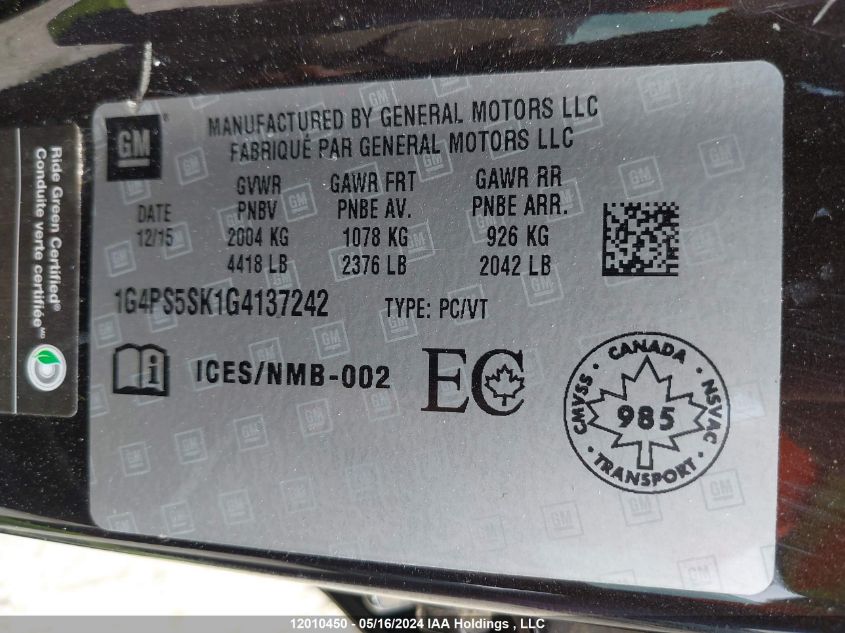 Ride Green Certified®
Conduite verte certifiée MC
GM ®
MANUFACTURED BY GENERAL MOTORS LLC
FABRIQUÉ PAR GENERAL MOTORS LLC
GVWR GAWR FRT GAWR RR
DATE PNBV PNBE AV. PNBE ARR.
12/15 2004 KG 1078 KG 926 KG
4418 LB 2376 LB 2042 LB
1G4PS5SK1G4137242 TYPE: PC/VT
i ICES/NMB-002 EC
CANADA
CMVSS 985 NSVAC
TRANSPORT
12010450 - 05/16/2024 IAA Holdings , LLC